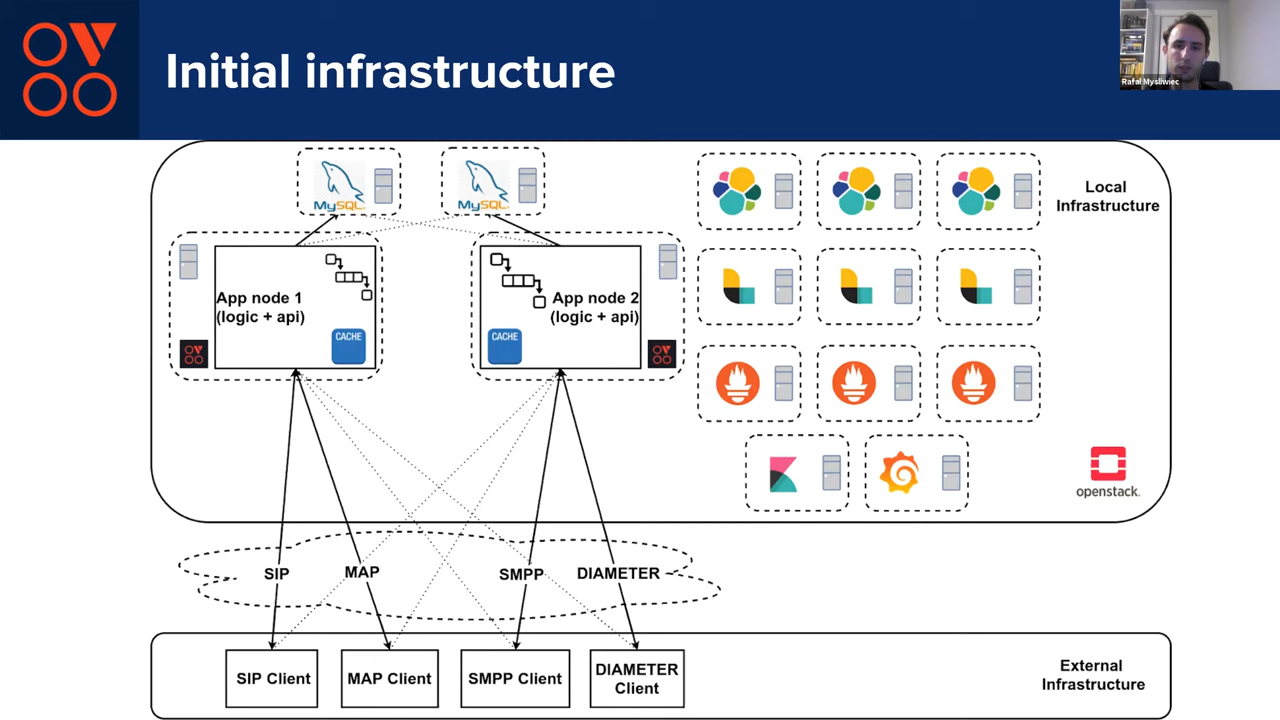 OVOO
Initial infrastructure
Rafał Myśliwiec
MySQL
MySQL
Local
Infrastructure
App node 1
(logic + api)
CACHE
App node 2
(logic + api)
CACHE
openstack.
SIP
MAP
SMPP
DIAMETER
SIP Client
MAP Client
SMPP Client
DIAMETER
Client
External
Infrastructure